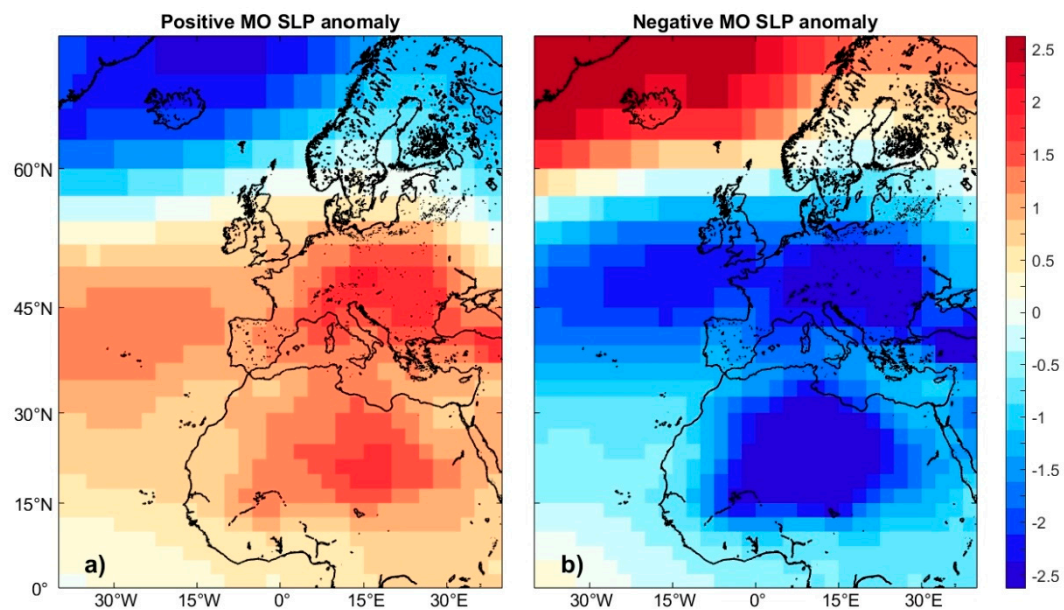 Positive MO SLP anomaly
Negative MO SLP anomaly
60°N
45°N
30°N
15°N
0°
a)
b)
30°W 15°W 0° 15°E 30°E
30°W 15°W 0° 15°E 30°E
2.5
2
1.5
1
0.5
0
-0.5
-1
-1.5
-2
-2.5